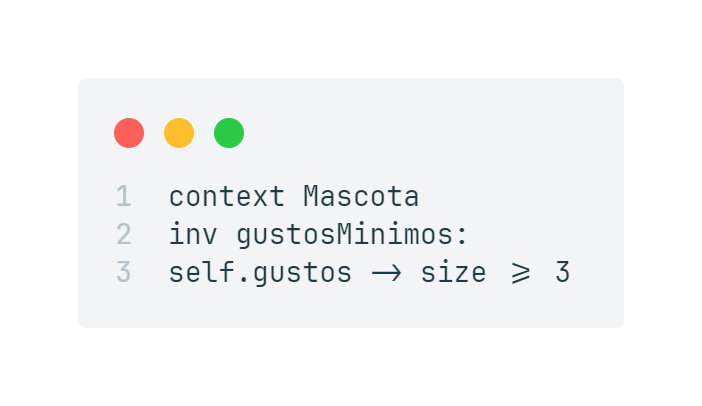 1 context Mascota
2 inv gustosMinimos:
3 self.gustos -> size >= 3